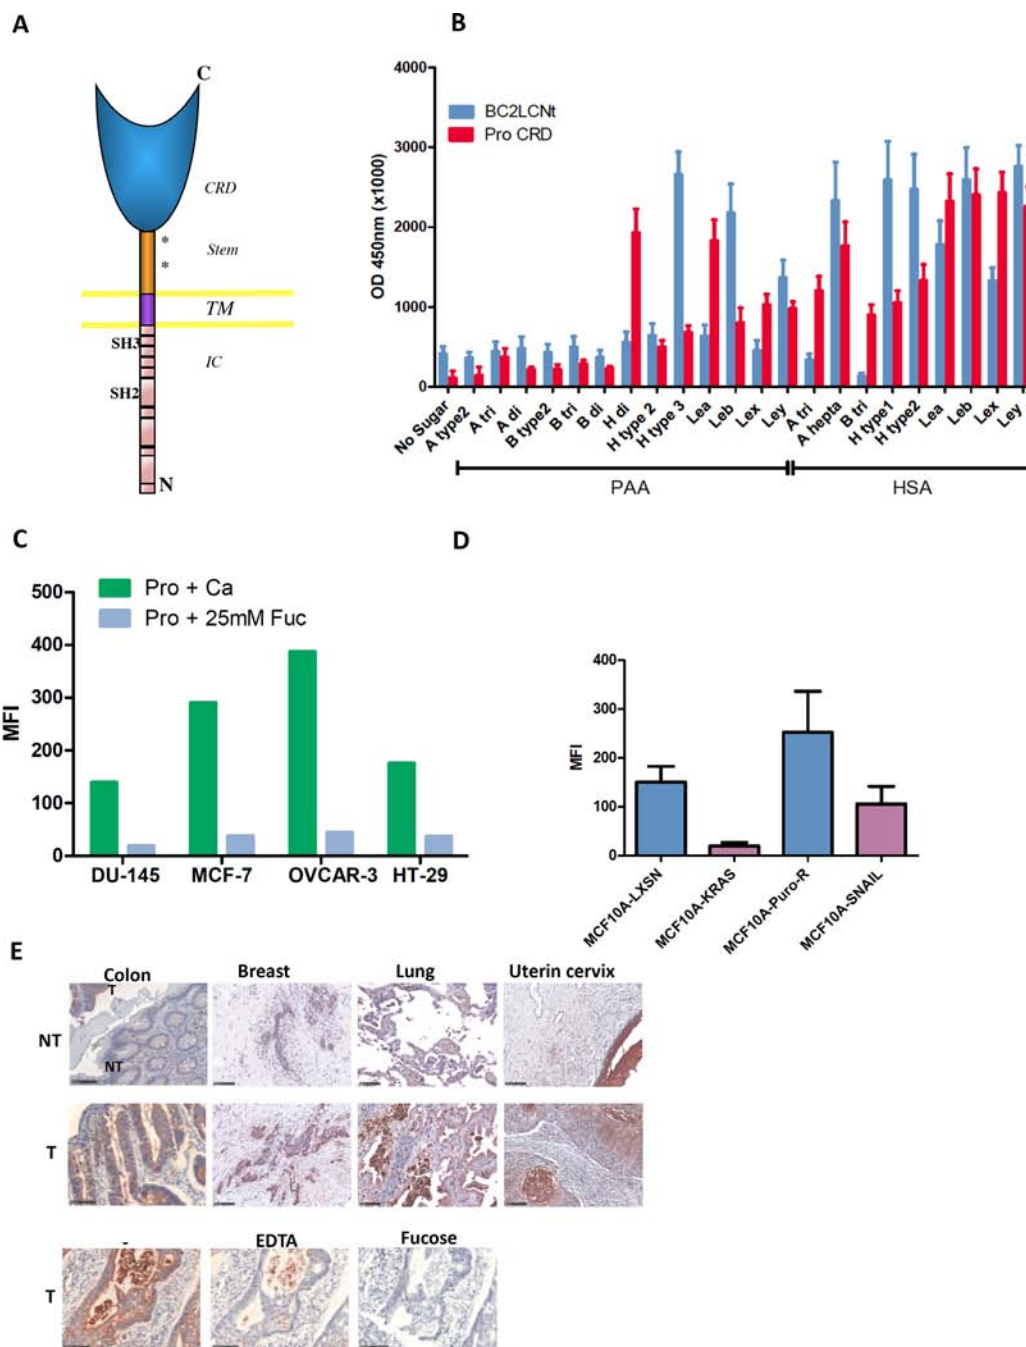 A
C
CRD
*
Stem
*
TM
SH3
IC
SH2
N
B
4000
3000
2000
1000
0
OD 450nm (x1000)
BC2LCNt
Pro CRD
No Sugar
A type2
A tri
A di
B type2
B tri
B di
H di
H type 2
H type 3
Lea
Leb
Lex
Ley
A tri
A hepta
B tri
H type1
H type2
Lea
Leb
Lex
Ley
PAA
HSA
C
500
400
300
200
100
0
MFI
Pro + Ca
Pro + 25mM Fuc
DU-145
MCF-7
OVCAR-3
HT-29
D
400
300
200
100
0
MFI
MCF10A-LXSN
MCF10A-KRAS
MCF10A-Puro-R
MCF10A-SNAIL
E
Colon
Breast
Lung
Uterin cervix
T
NT
NT
T
-
EDTA
Fucose
T